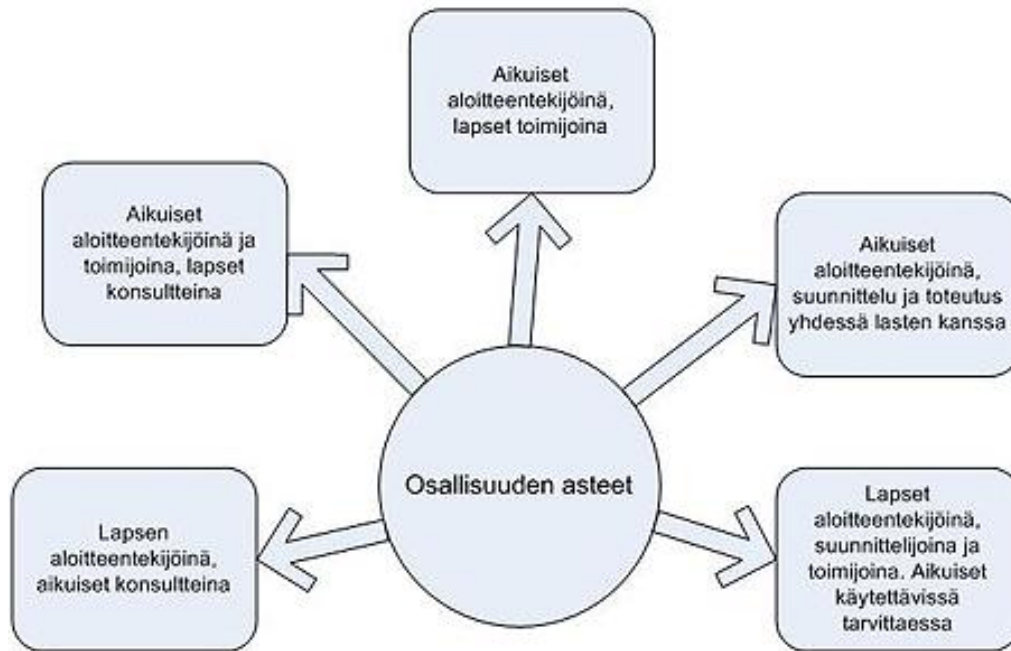 Aikuiset
aloitteentekijöinä,
lapset toimijoina
Aikuiset
aloitteentekijöinä ja
toimijoina, lapset
konsultteina
Aikuiset
aloitteentekijöinä,
suunnittelu ja toteutus
yhdessä lasten kanssa
Osallisuuden asteet
Lapsen
aloitteentekijöinä,
aikuiset konsultteina
Lapset
aloitteentekijöinä,
suunnittelijoina ja
toimijoina. Aikuiset
käytettävissä
tarvittaessa